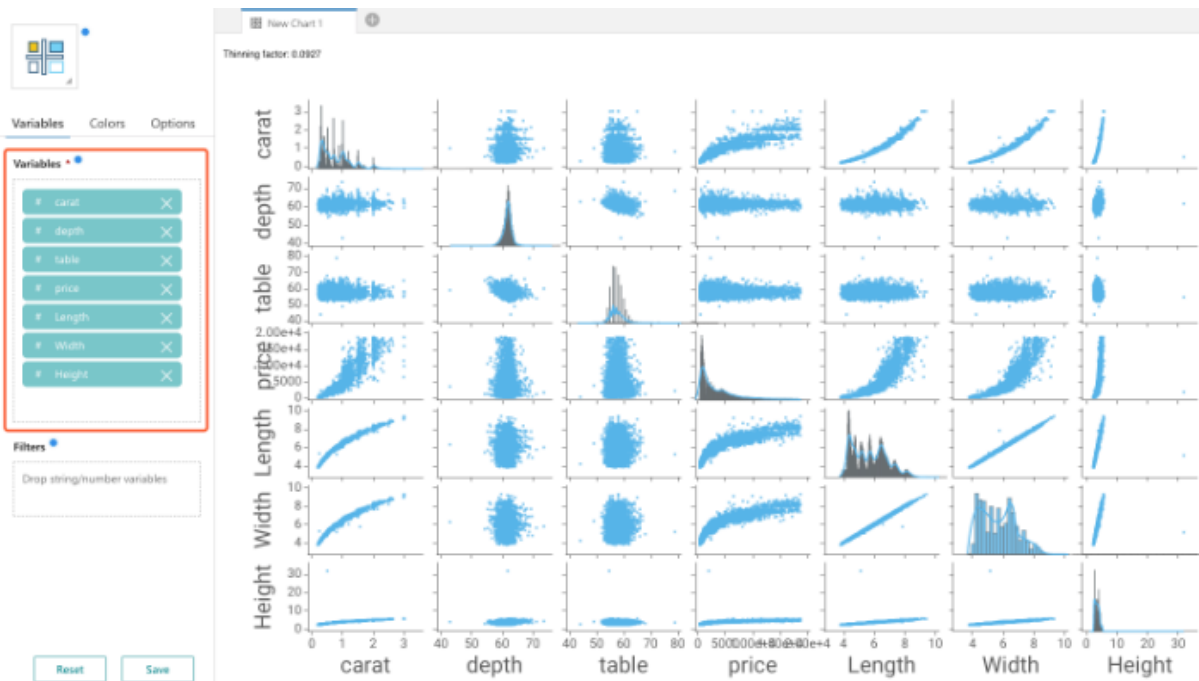 New Chart 1
Thinning factor: 0.0927
Variables Colors Options
Variables *
# carat
# depth
# table
# price
# Length
# Width
# Height
Filters
Drop string/number variables
Reset Save
carat
3
2
1
0
depth
70
60
50
40
table
80
70
60
50
40
price
2.00e+4
5000
0
Length
10
8
6
4
Width
10
8
6
4
Height
30
20
10
0
0 1 2 3
40 50 60 70
40 50 60 70 80
0
4 6 8 10
4 6 8 10
0 10 20 30
carat depth table price Length Width Height